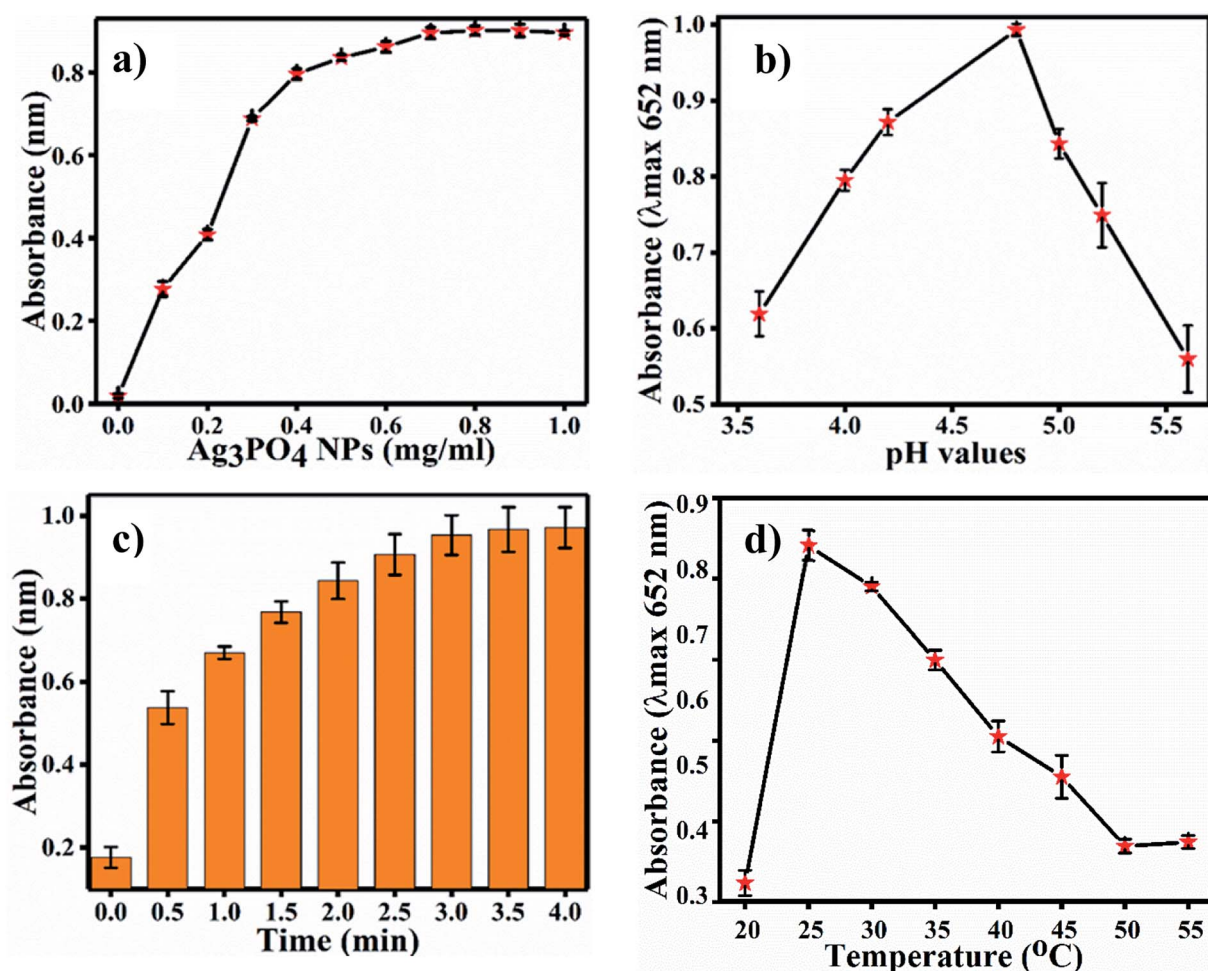 a)
Absorbance (nm)
0.8
0.6
0.4
0.2
0.0
0.0 0.2 0.4 0.6 0.8 1.0
Ag3PO4 NPs (mg/ml)
b)
Absorbance (λmax 652 nm)
1.0
0.9
0.8
0.7
0.6
0.5
3.5 4.0 4.5 5.0 5.5
pH values
c)
Absorbance (nm)
1.0
0.8
0.6
0.4
0.2
0.0 0.5 1.0 1.5 2.0 2.5 3.0 3.5 4.0
Time (min)
d)
Absorbance (λmax 652 nm)
0.9
0.8
0.7
0.6
0.5
0.4
0.3
20 25 30 35 40 45 50 55
Temperature (oC)